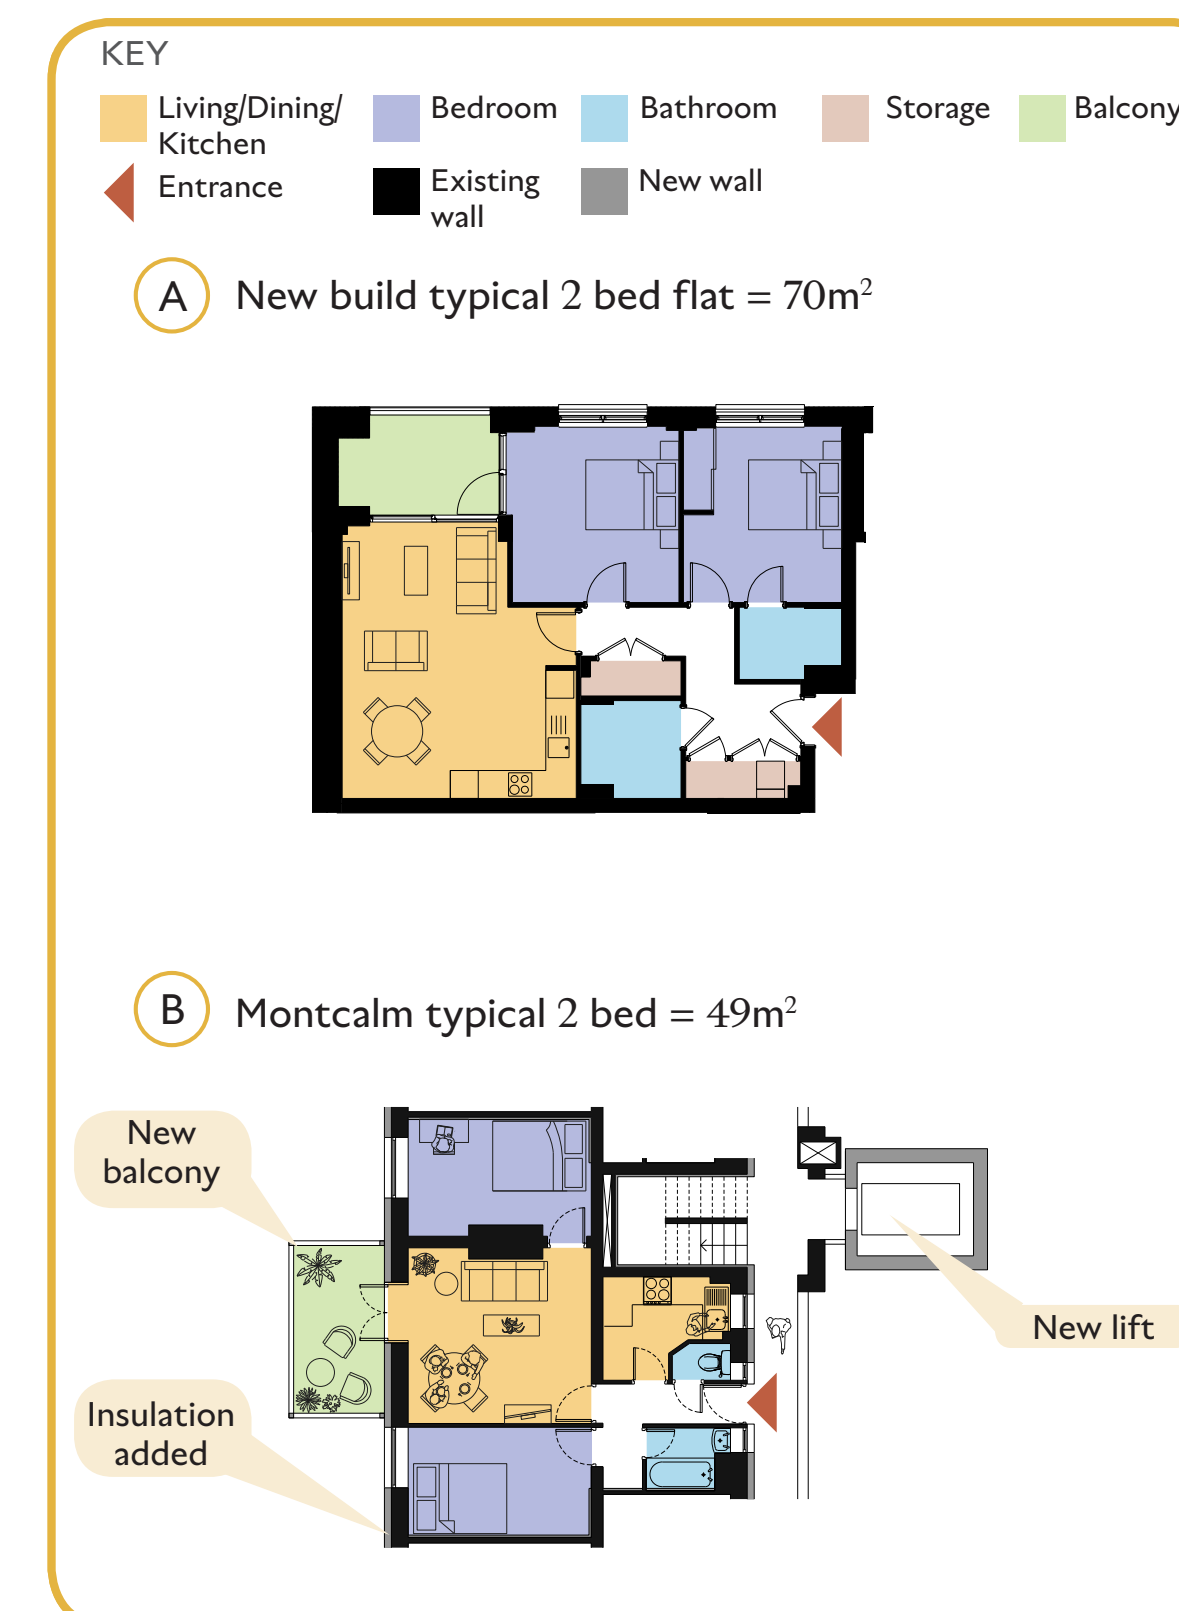 KEY
Living/Dining/
Kitchen
Bedroom
Bathroom
Storage
Balcony
Entrance
Existing
wall
New wall
A
New build typical 2 bed flat = 70m²
B
Montcalm typical 2 bed = 49m²
New
balcony
New lift
Insulation
added